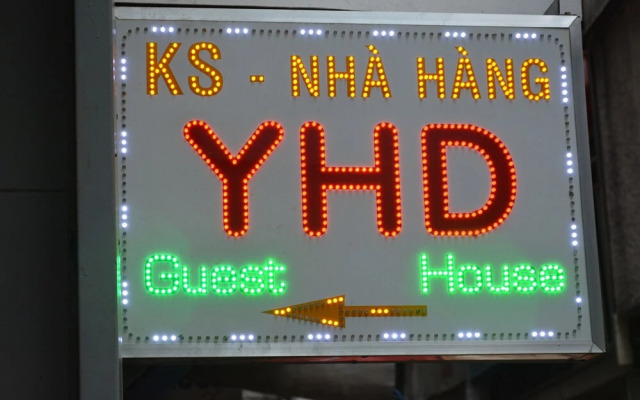 KS - NHÀ HÀNG
YHD
Guest House